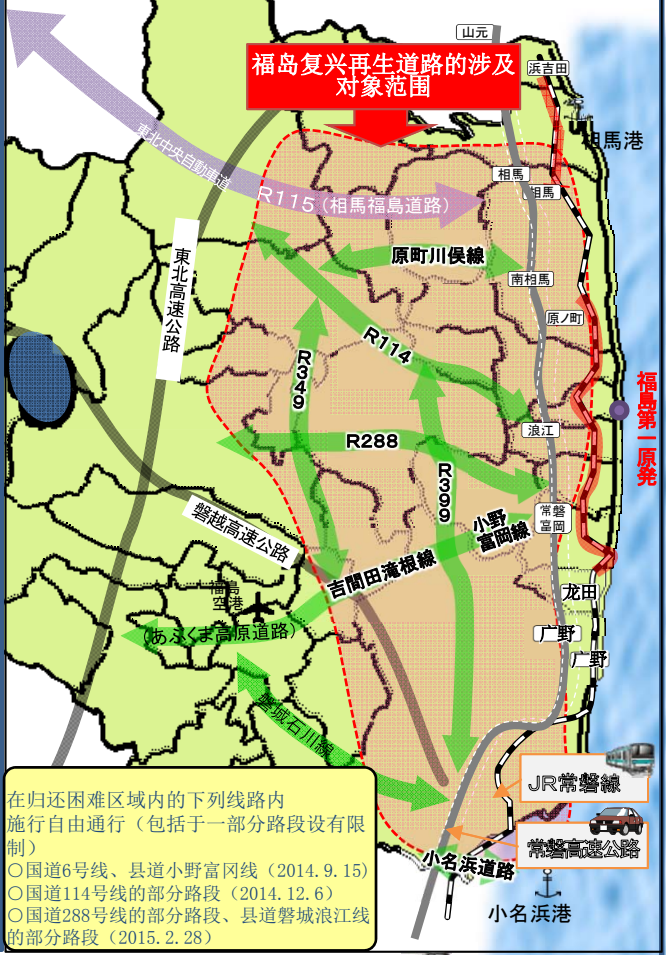 山元
福岛复兴再生道路的涉及
对象范围
浜吉田
相馬港
東北中央自動車道
相馬
相馬
R115(相馬福島道路)
東北高速公路
原町川俣線
南相馬
原ノ町
R114
R349
福島第一原発
浪江
R288
R399
常磐
富岡
小野
富岡線
磐越高速公路
吉間田滝根線
福島
空港
龙田
(あぶくま高原道路)
广野
广野
磐城石川線
JR常磐線
常磐高速公路
小名浜道路
小名浜港
在归还困难区域内的下列线路内
施行自由通行（包括于一部分路段设有限
制）
○国道6号线、县道小野富冈线（2014.9.15)
○国道114号线的部分路段（2014.12.6）
○国道288号线的部分路段、县道磐城浪江线
的部分路段（2015.2.28）